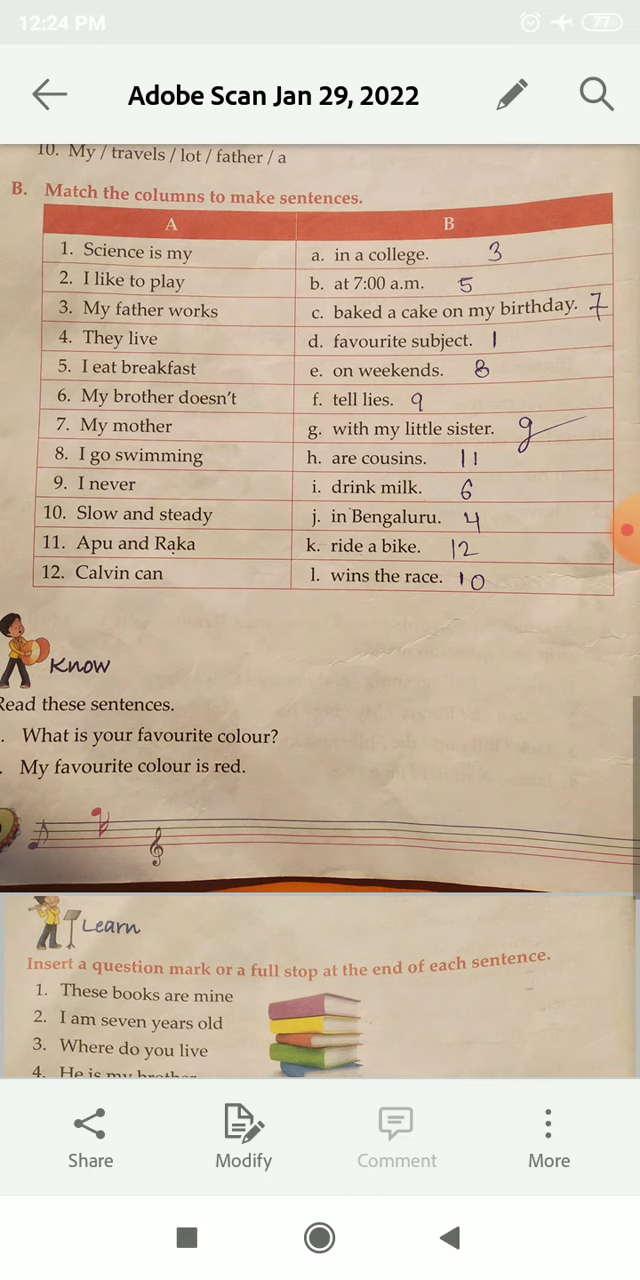 12:24 PM
77
Adobe Scan Jan 29, 2022
10. My / travels / lot / father / a
B. Match the columns to make sentences.
A B
1. Science is my a. in a college. 3
2. I like to play b. at 7:00 a.m. 5
3. My father works c. baked a cake on my birthday. 7
4. They live d. favourite subject. 1
5. I eat breakfast e. on weekends. 8
6. My brother doesn't f. tell lies. 9
7. My mother g. with my little sister. g
8. I go swimming h. are cousins. 11
9. I never i. drink milk. 6
10. Slow and steady j. in Bengaluru. 4
11. Apu and Raka k. ride a bike. 12
12. Calvin can l. wins the race. 10
Know
Read these sentences.
. What is your favourite colour?
. My favourite colour is red.
Learn
Insert a question mark or a full stop at the end of each sentence.
1. These books are mine
2. I am seven years old
3. Where do you live
4. He is my brother
Share Modify Comment More